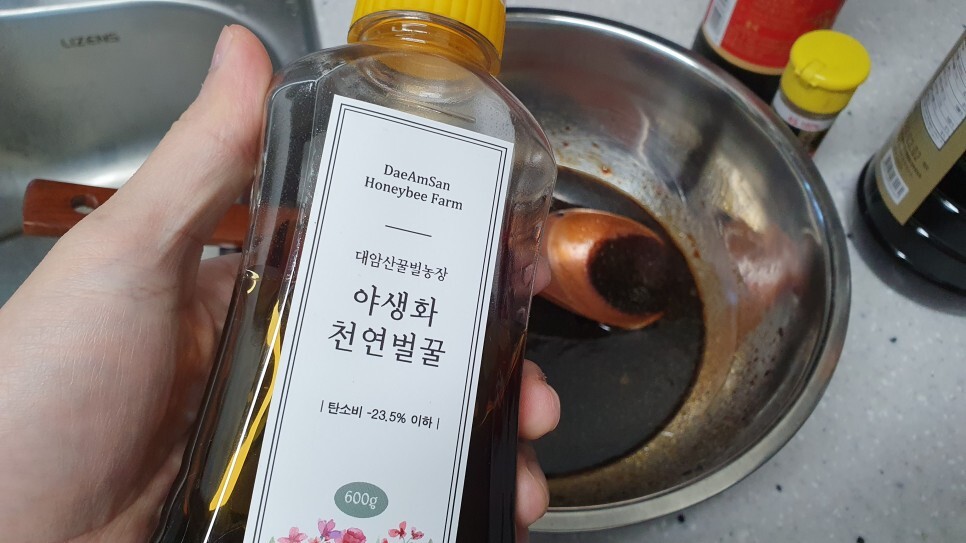 LIZENS
DaeAmSan
Honeybee Farm
대암산꿀벌농장
야생화
천연벌꿀
| 탄소비 -23.5% 이하 |
600g